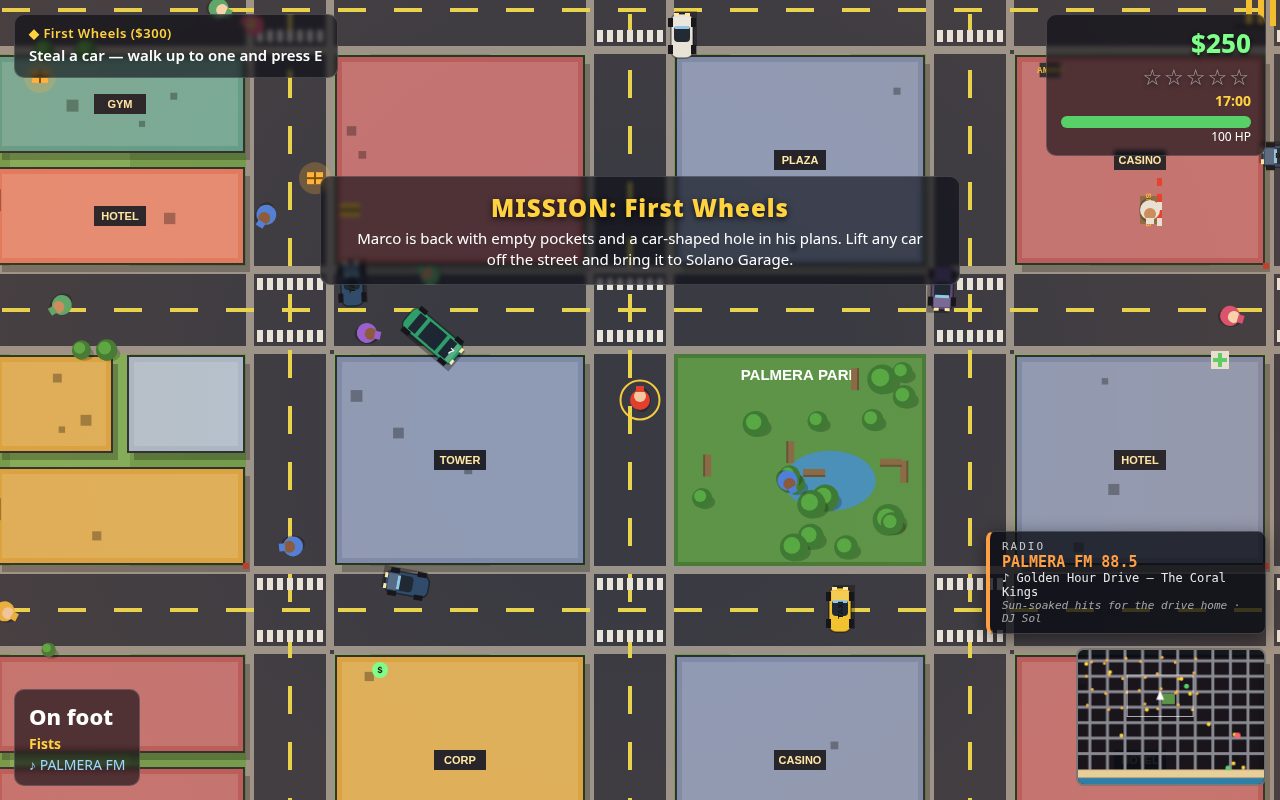 ◆ First Wheels ($300)
Steal a car — walk up to one and press E
$250
☆☆☆☆☆
17:00
100 HP
GYM
PLAZA
CASINO
HOTEL
MISSION: First Wheels
Marco is back with empty pockets and a car-shaped hole in his plans. Lift any car
off the street and bring it to Solano Garage.
PALMERA PARK
TOWER
HOTEL
RADIO
PALMERA FM 88.5
♪ Golden Hour Drive — The Coral
Kings
Sun-soaked hits for the drive home ·
DJ Sol
$
On foot
Fists
♪ PALMERA FM
CORP
CASINO